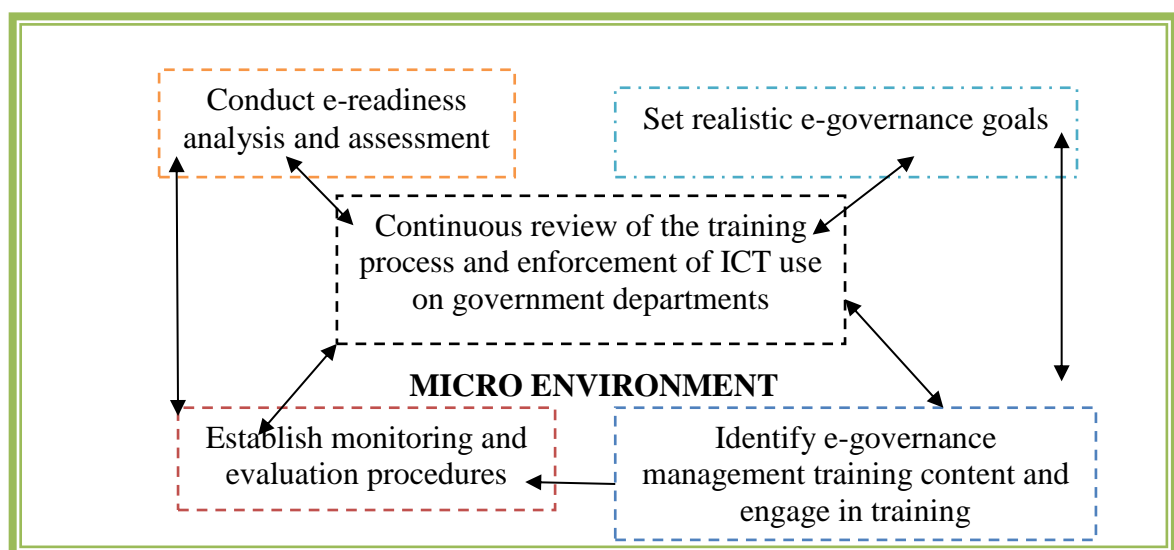 Conduct e-readiness
analysis and assessment
Set realistic e-governance goals
Continuous review of the training
process and enforcement of ICT use
on government departments
MICRO ENVIRONMENT
Establish monitoring and
evaluation procedures
Identify e-governance
management training content and
engage in training